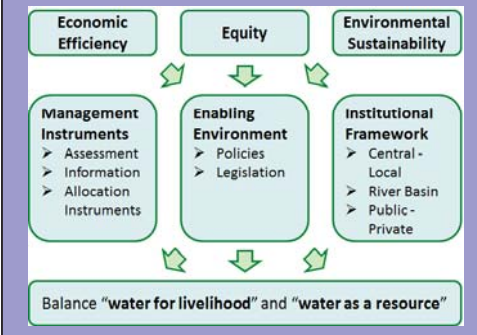 Economic
Efficiency
Equity
Environmental
Sustainability
Management
Instruments
➢ Assessment
➢ Information
➢ Allocation
Instruments
Enabling
Environment
➢ Policies
➢ Legislation
Institutional
Framework
➢ Central -
Local
➢ River Basin
➢ Public -
Private
Balance "water for livelihood" and "water as a resource"